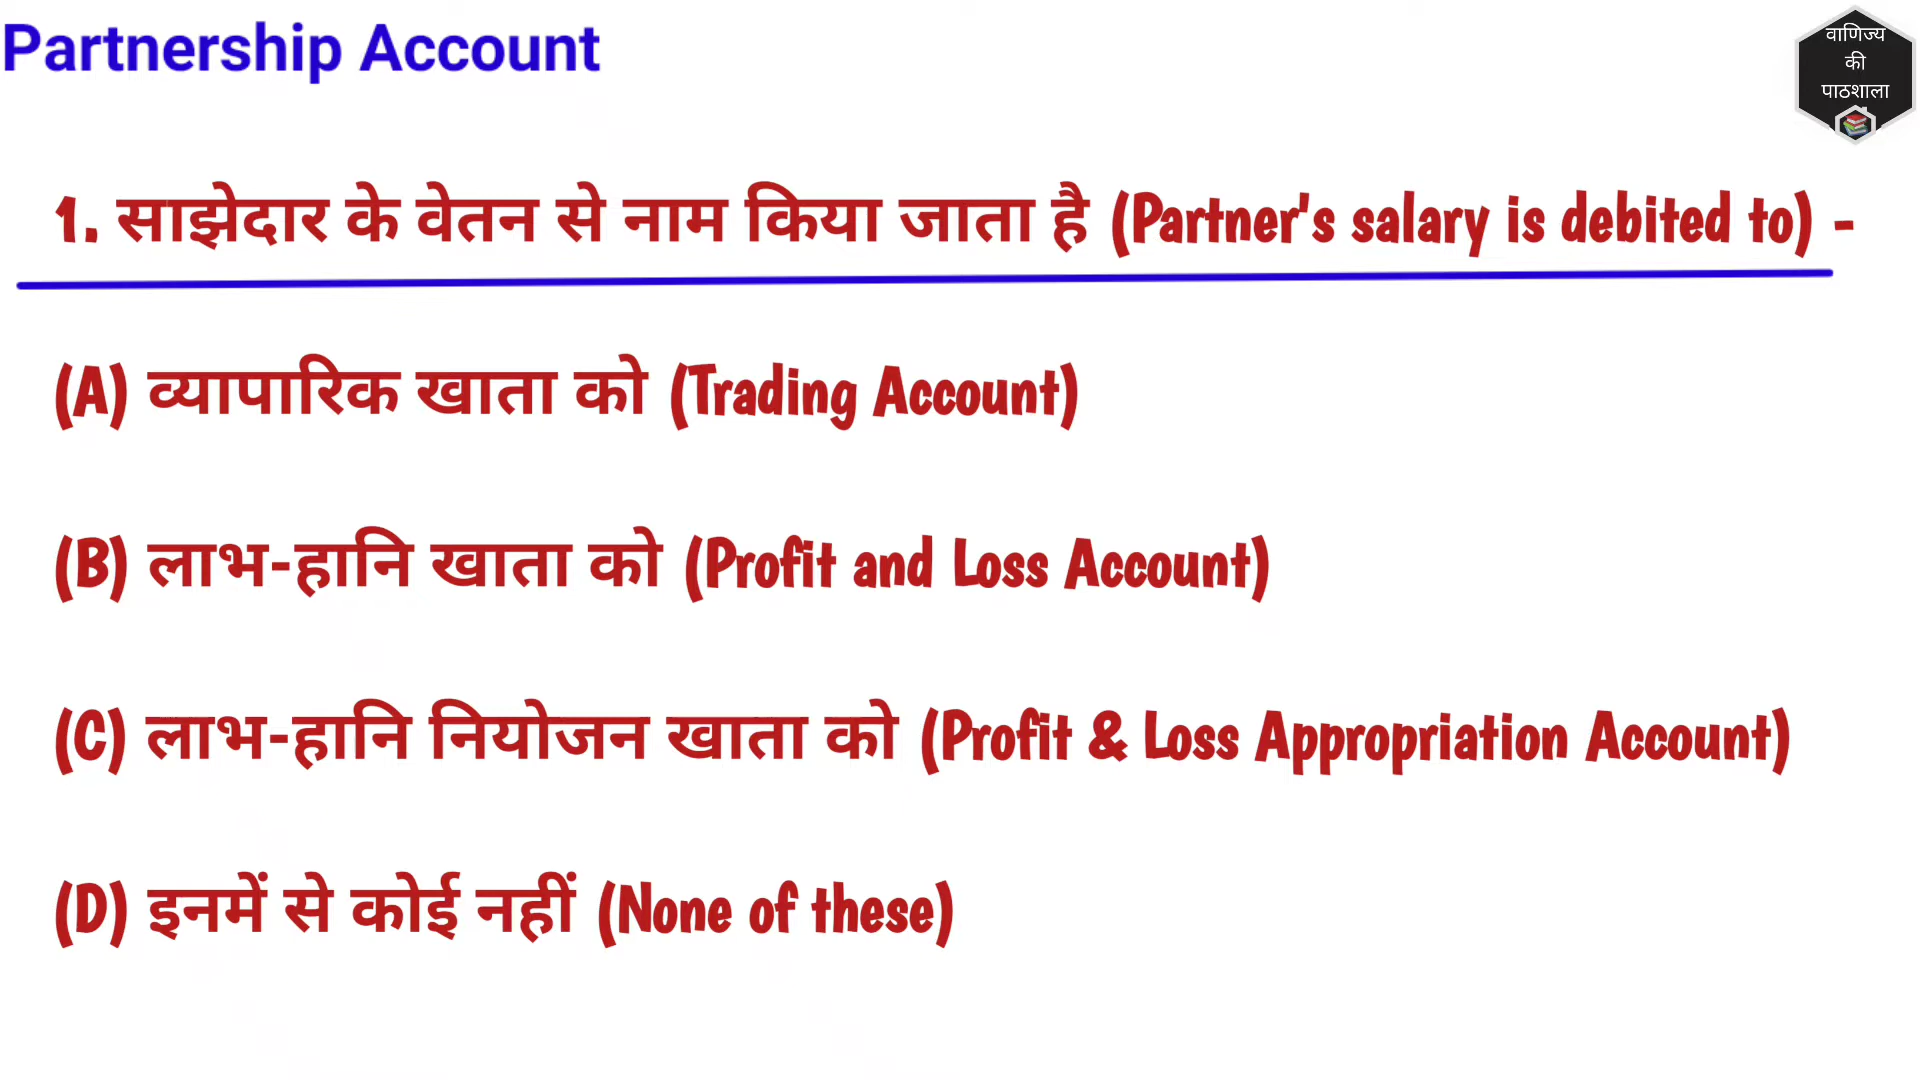 Partnership Account
वाणिज्य
की
पाठशाला
1. साझेदार के वेतन से नाम किया जाता है (Partner's salary is debited to) -
(A) व्यापारिक खाता को (Trading Account)
(B) लाभ-हानि खाता को (Profit and Loss Account)
(C) लाभ-हानि नियोजन खाता को (Profit & Loss Appropriation Account)
(D) इनमें से कोई नहीं (None of these)